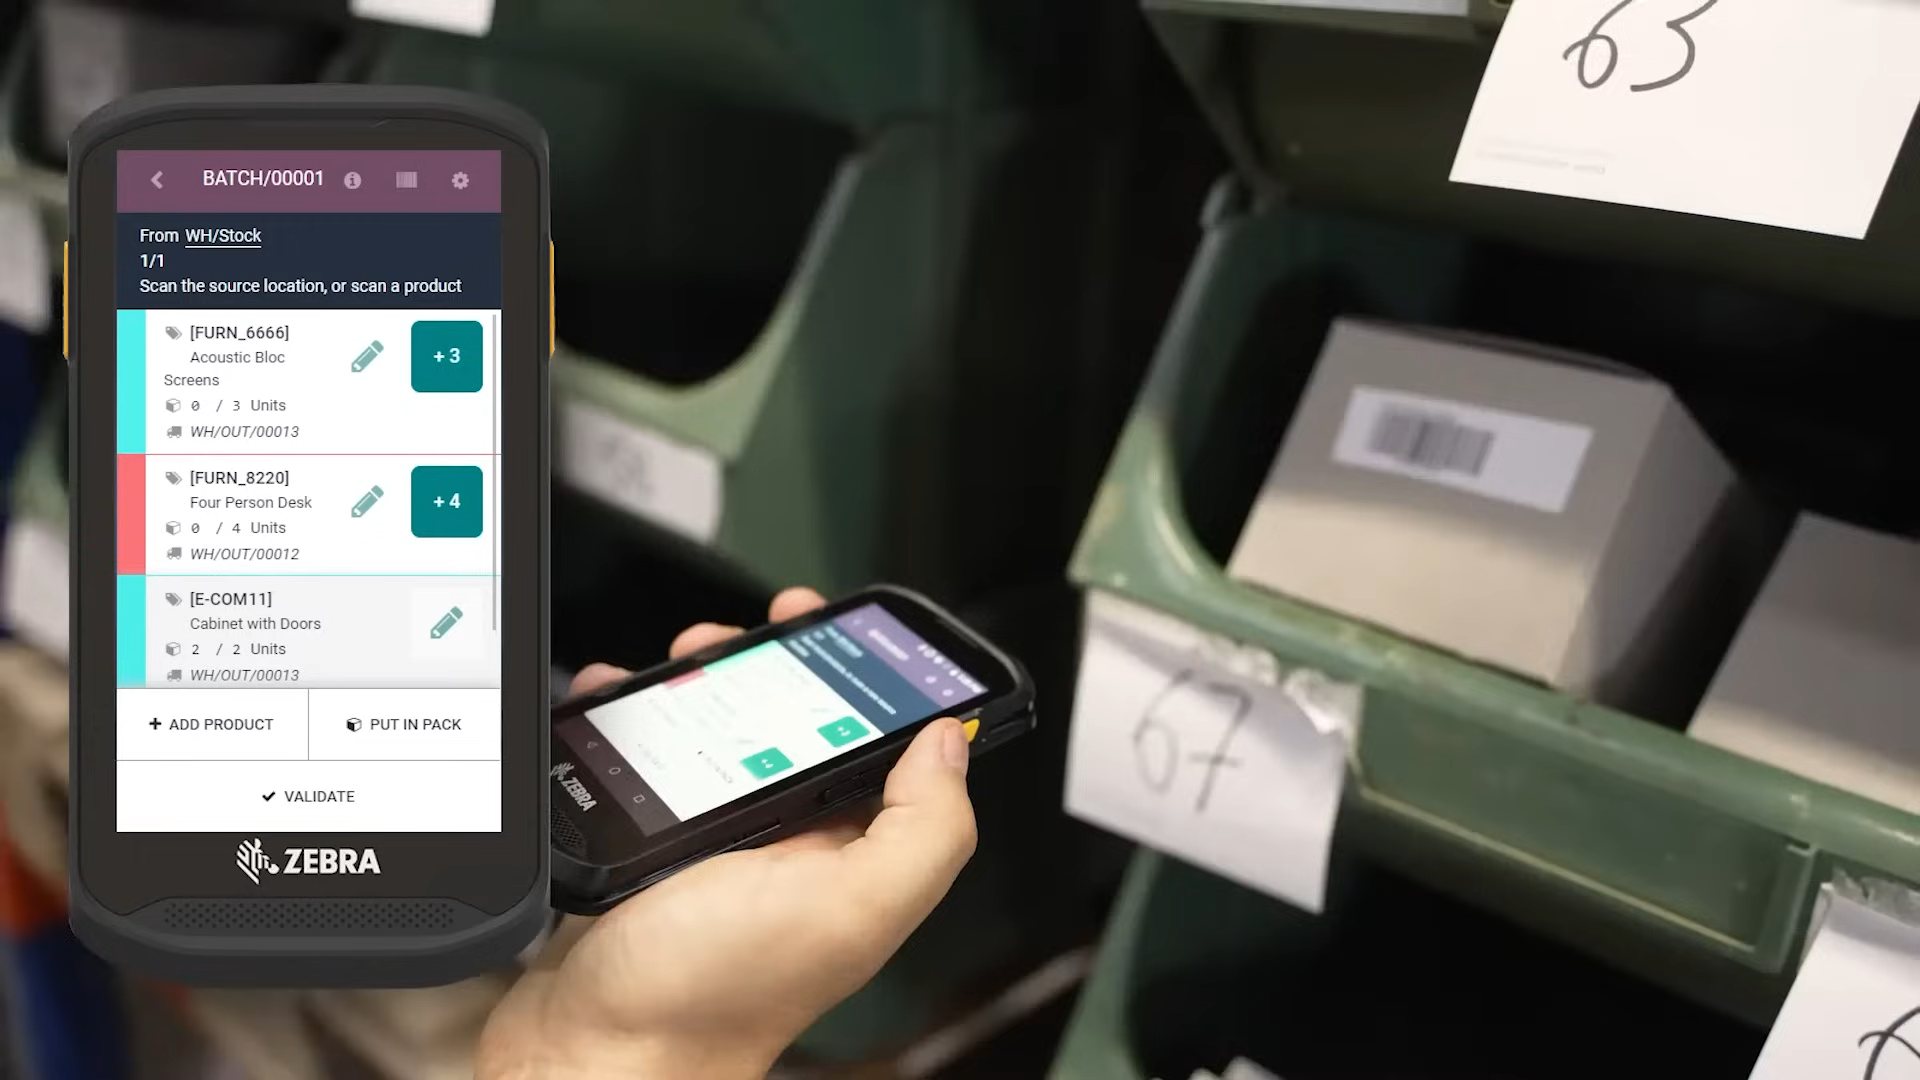 BATCH/00001
From WH/Stock
1/1
Scan the source location, or scan a product
[FURN_6666]
Acoustic Bloc
Screens
0 / 3 Units
WH/OUT/00013
+ 3
[FURN_8220]
Four Person Desk
0 / 4 Units
WH/OUT/00012
+ 4
[E-COM11]
Cabinet with Doors
2 / 2 Units
WH/OUT/00013
ADD PRODUCT
PUT IN PACK
VALIDATE
ZEBRA
ZEBRA
63
67